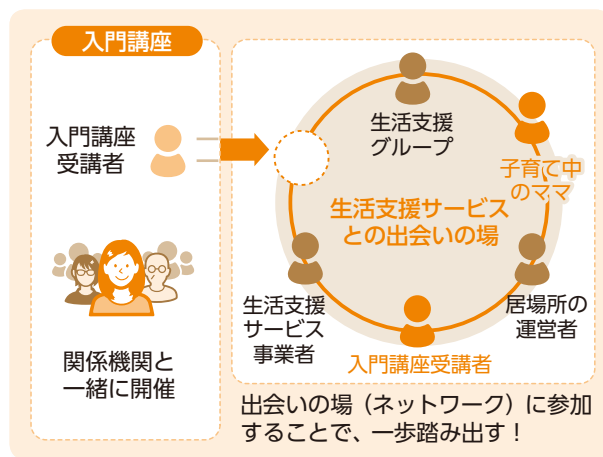 入門講座
入門講座
受講者
関係機関と
一緒に開催
生活支援
グループ
子育て中
のママ
生活支援サービス
との出会いの場
居場所の
運営者
入門講座受講者
生活支援
サービス
事業者
出会いの場（ネットワーク）に参加
することで、一歩踏み出す！